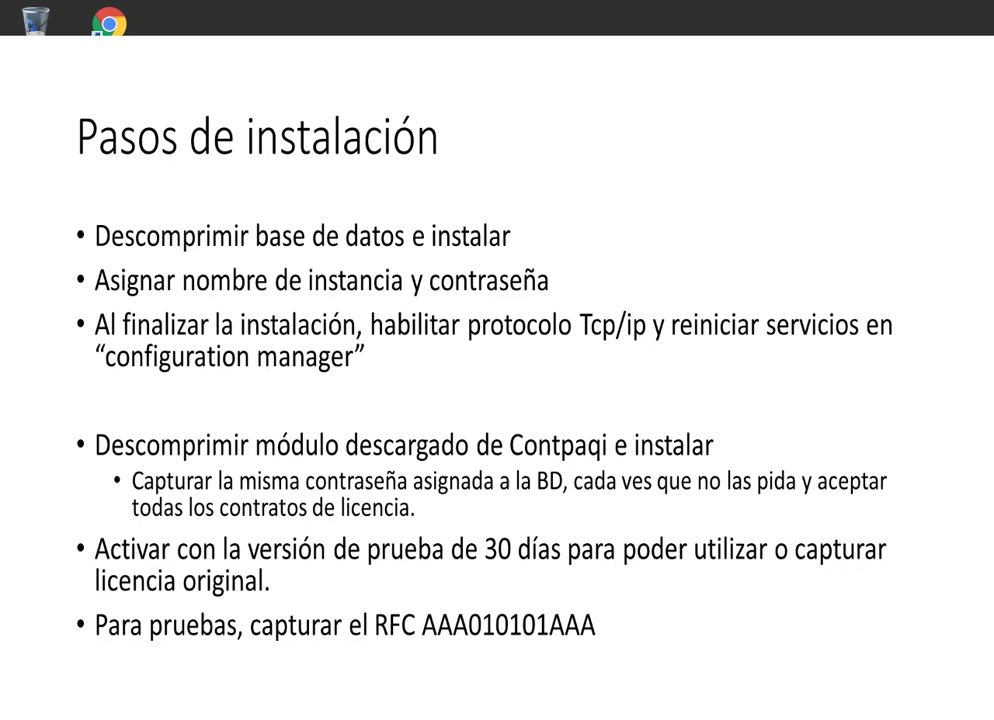 Pasos de instalación
• Descomprimir base de datos e instalar
• Asignar nombre de instancia y contraseña
• Al finalizar la instalación, habilitar protocolo Tcp/ip y reiniciar servicios en
“configuration manager”
• Descomprimir módulo descargado de Contpaqi e instalar
• Capturar la misma contraseña asignada a la BD, cada ves que no las pida y aceptar
todas los contratos de licencia.
• Activar con la versión de prueba de 30 días para poder utilizar o capturar
licencia original.
• Para pruebas, capturar el RFC AAA010101AAA